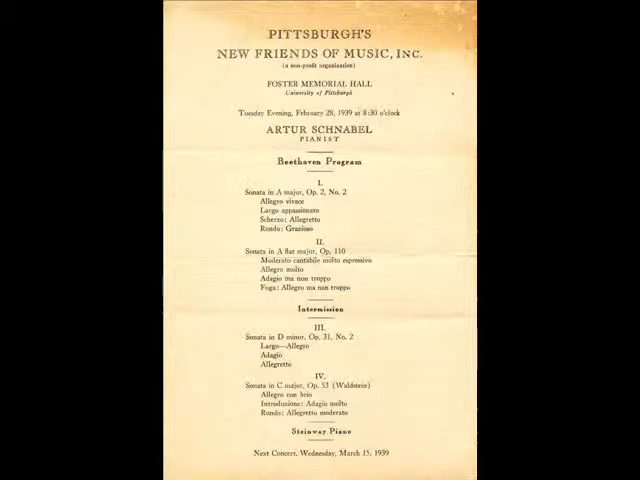 PITTSBURGH'S
NEW FRIENDS OF MUSIC, INC.
(a non-profit organization)
FOSTER MEMORIAL HALL
University of Pittsburgh
Tuesday Evening, February 28, 1939 at 8:30 o'clock
ARTUR SCHNABEL
PIANIST
Beethoven Program
I.
Sonata in A major, Op. 2, No. 2
Allegro vivace
Largo appassionato
Scherzo: Allegretto
Rondo: Grazioso
II.
Sonata in A flat major, Op. 110
Moderato cantabile molto espressivo
Allegro molto
Adagio ma non troppo
Fuga: Allegro ma non troppo
Intermission
III.
Sonata in D minor, Op. 31, No. 2
Largo—Allegro
Adagio
Allegretto
IV.
Sonata in C major, Op. 53 (Waldstein)
Allegro con brio
Introduzione: Adagio molto
Rondo: Allegretto moderato
Steinway Piano
Next Concert, Wednesday, March 15, 1939